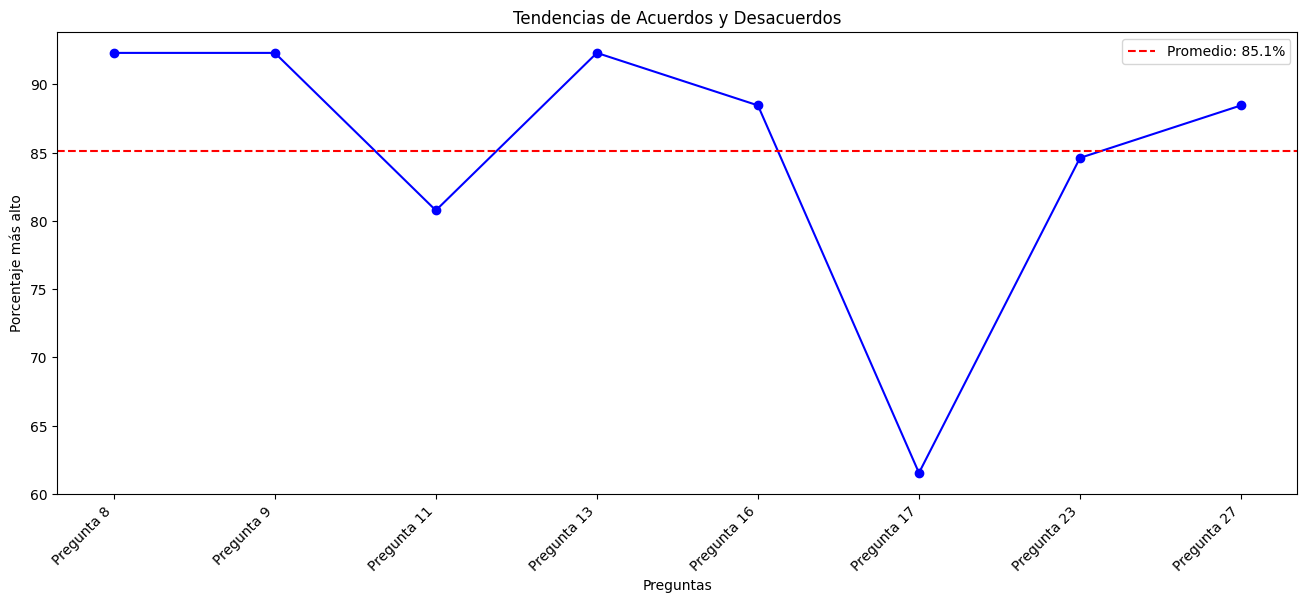 Tendencias de Acuerdos y Desacuerdos
Promedio: 85.1%
Porcentaje más alto
90
85
80
75
70
65
60
Pregunta 8
Pregunta 9
Pregunta 11
Pregunta 13
Pregunta 16
Pregunta 17
Pregunta 23
Pregunta 27
Preguntas